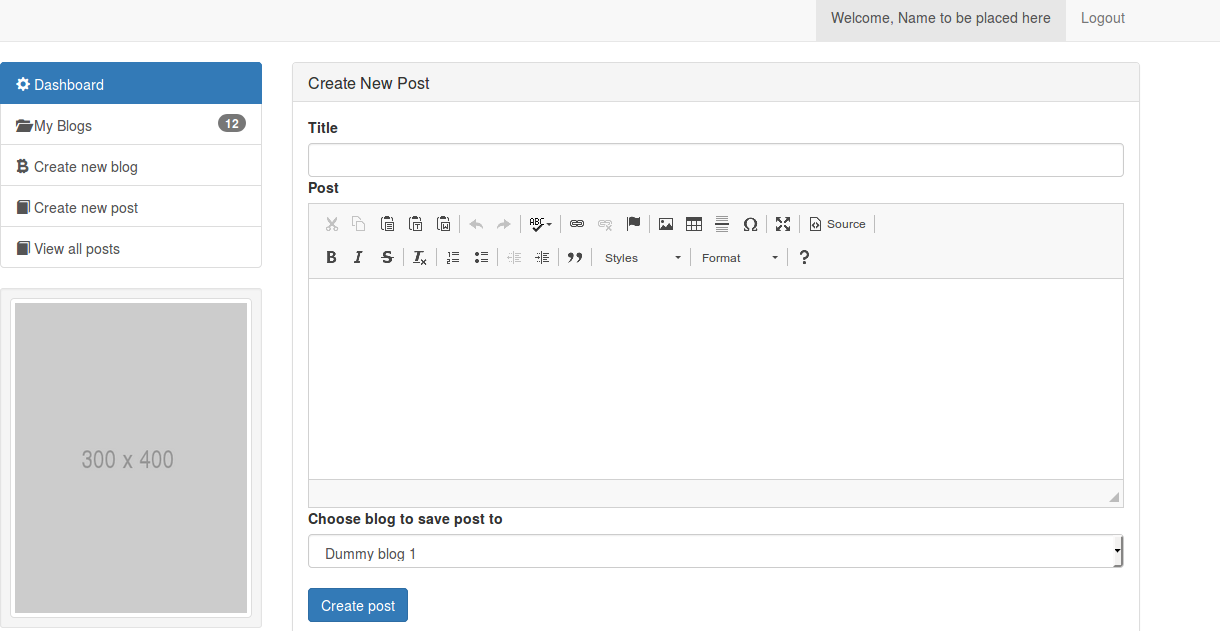 Welcome, Name to be placed here
Logout
Dashboard
My Blogs
12
Create new blog
Create new post
View all posts
300 x 400
Create New Post
Title
Post
ABC
Source
B I S Tx
Styles
Format
?
Choose blog to save post to
Dummy blog 1
Create post